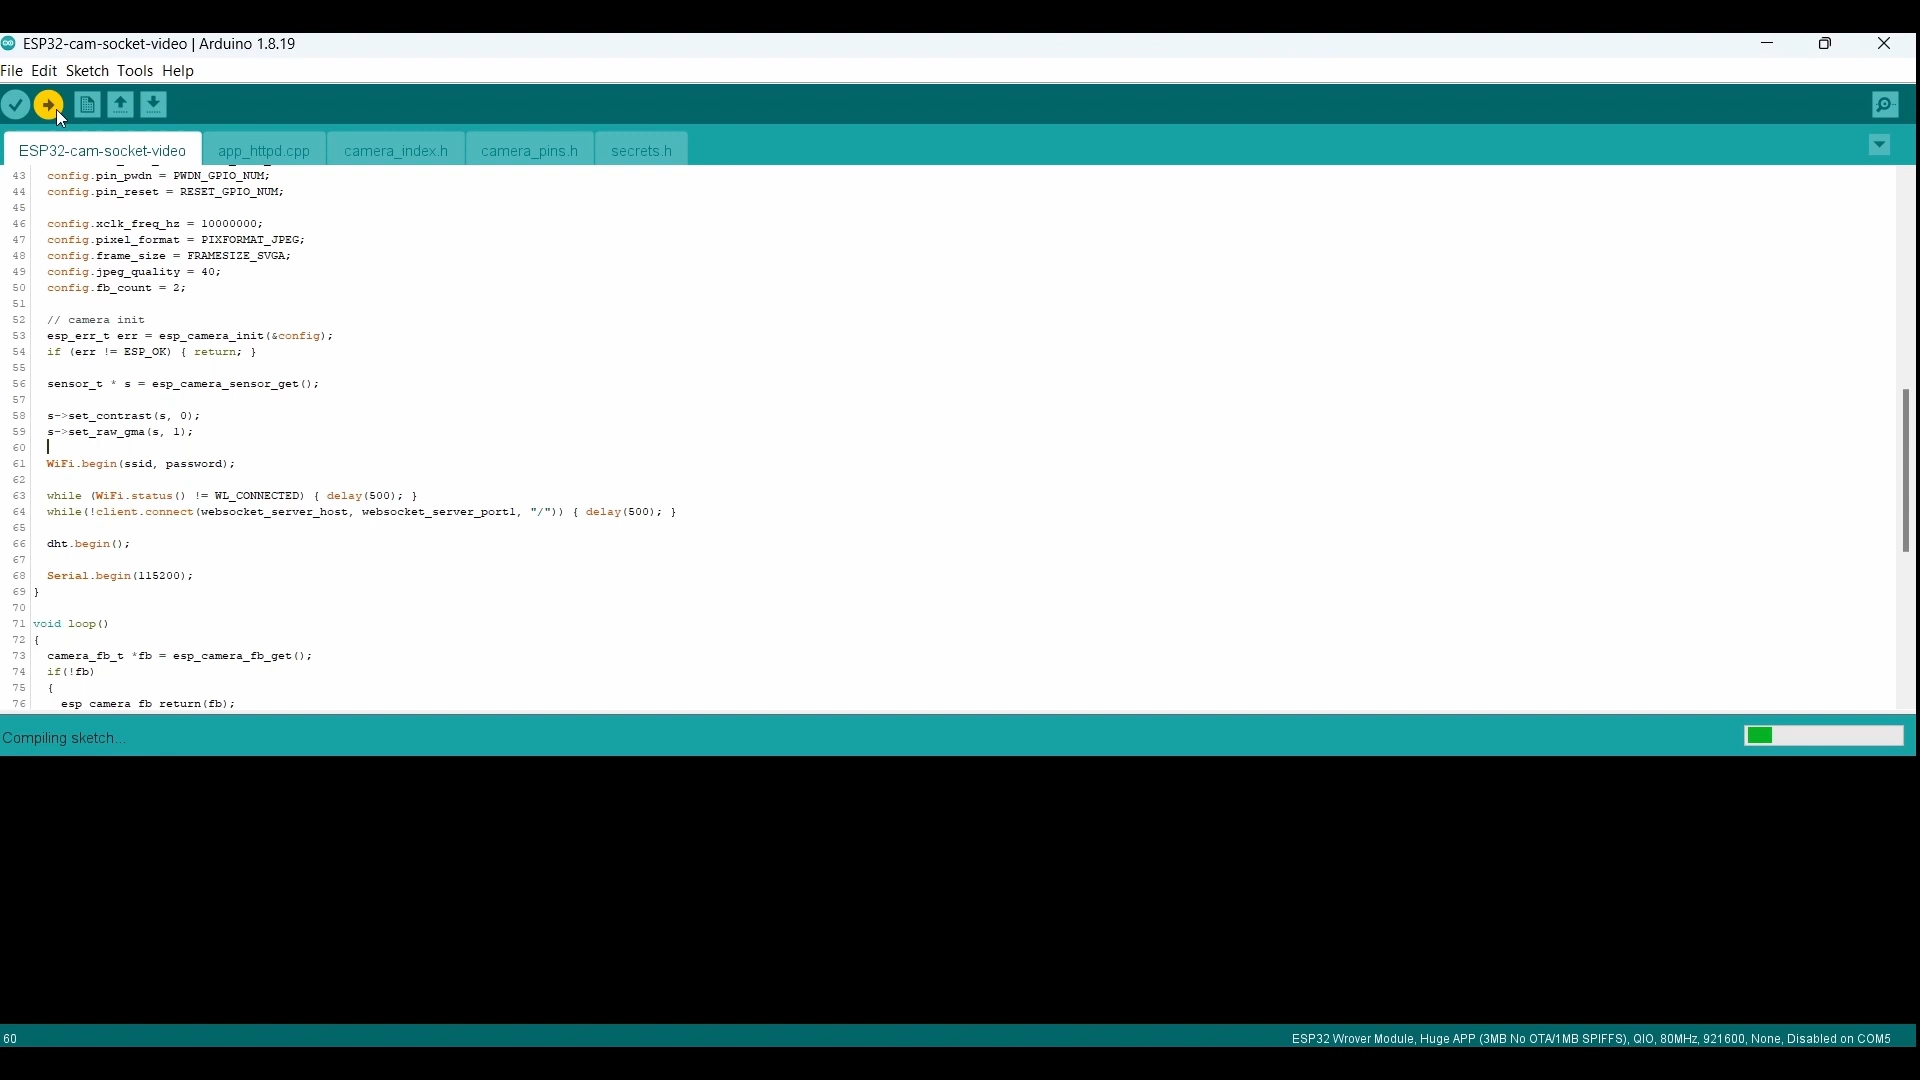 ESP32-cam-socket-video | Arduino 1.8.19
File Edit Sketch Tools Help
ESP32-cam-socket-video app_httpd.cpp camera_index.h camera_pins.h secrets.h
43 config.pin_pwdn = PWDN_GPIO_NUM;
44 config.pin_reset = RESET_GPIO_NUM;
45
46 config.xclk_freq_hz = 10000000;
47 config.pixel_format = PIXFORMAT_JPEG;
48 config.frame_size = FRAMESIZE_SVGA;
49 config.jpeg_quality = 40;
50 config.fb_count = 2;
51
52 // camera init
53 esp_err_t err = esp_camera_init(&config);
54 if (err != ESP_OK) { return; }
55
56 sensor_t * s = esp_camera_sensor_get();
57
58 s->set_contrast(s, 0);
59 s->set_raw_gma(s, 1);
60
61 WiFi.begin(ssid, password);
62
63 while (WiFi.status() != WL_CONNECTED) { delay(500); }
64 while(!client.connect(websocket_server_host, websocket_server_port1, "/")) { delay(500); }
65
66 dht.begin();
67
68 Serial.begin(115200);
69 }
70
71 void loop()
72 {
73 camera_fb_t *fb = esp_camera_fb_get();
74 if(!fb)
75 {
76 esp_camera_fb_return(fb);
Compiling sketch...
60 ESP32 Wrover Module, Huge APP (3MB No OTA/1MB SPIFFS), QIO, 80MHz, 921600, None, Disabled on COM5